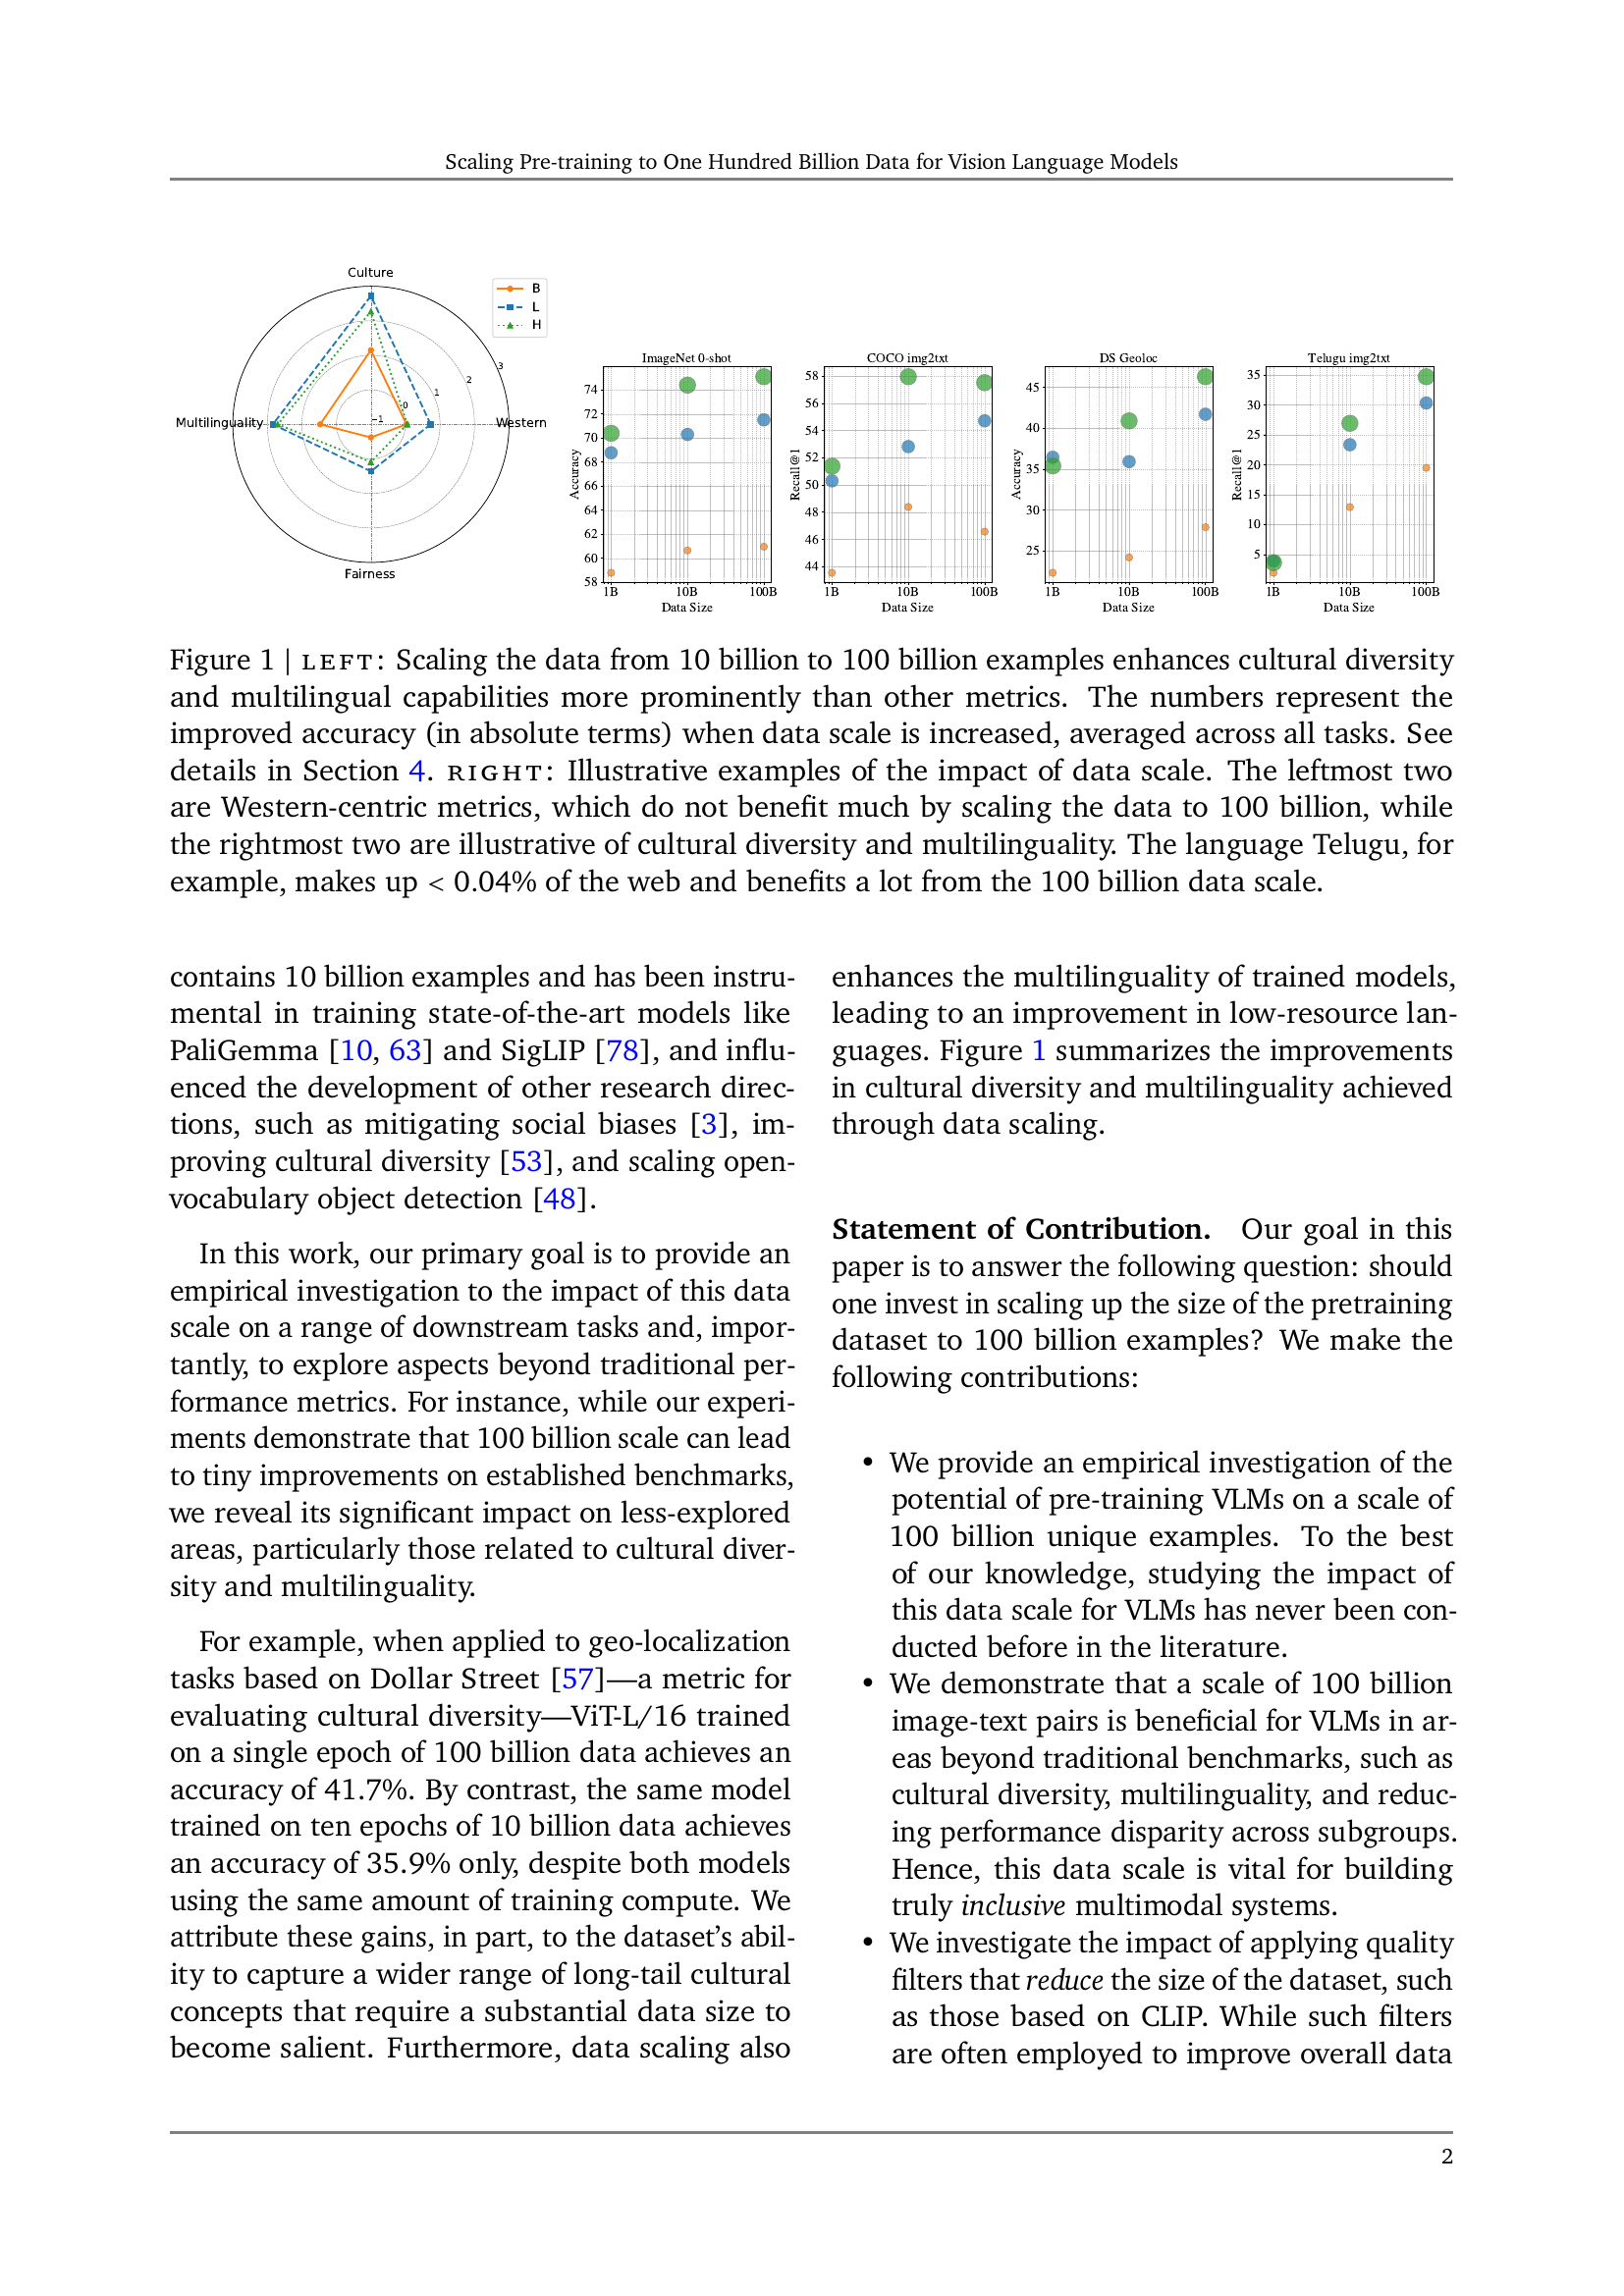 Scaling Pre-training to One Hundred Billion Data for Vision Language Models
Culture
B
L
H
3
2
1
-0
−1
Multilinguality
Western
Fairness
ImageNet 0-shot
Accuracy
74
72
70
68
66
64
62
60
58
1B 10B 100B
Data Size
COCO img2txt
Recall@1
58
56
54
52
50
48
46
44
1B 10B 100B
Data Size
DS Geoloc
Accuracy
45
40
35
25
1B 10B 100B
Data Size
Telugu img2txt
Recall@1
35
30
25
20
15
10
5
1B 10B 100B
Data Size
Figure 1 | LEFT: Scaling the data from 10 billion to 100 billion examples enhances cultural diversity
and multilingual capabilities more prominently than other metrics. The numbers represent the
improved accuracy (in absolute terms) when data scale is increased, averaged across all tasks. See
details in Section 4. RIGHT: Illustrative examples of the impact of data scale. The leftmost two
are Western-centric metrics, which do not benefit much by scaling the data to 100 billion, while
the rightmost two are illustrative of cultural diversity and multilinguality. The language Telugu, for
example, makes up < 0.04% of the web and benefits a lot from the 100 billion data scale.
contains 10 billion examples and has been instru-
mental in training state-of-the-art models like
PaliGemma [10, 63] and SigLIP [78], and influ-
enced the development of other research direc-
tions, such as mitigating social biases [3], im-
proving cultural diversity [53], and scaling open-
vocabulary object detection [48].
In this work, our primary goal is to provide an
empirical investigation to the impact of this data
scale on a range of downstream tasks and, impor-
tantly, to explore aspects beyond traditional per-
formance metrics. For instance, while our experi-
ments demonstrate that 100 billion scale can lead
to tiny improvements on established benchmarks,
we reveal its significant impact on less-explored
areas, particularly those related to cultural diver-
sity and multilinguality.
For example, when applied to geo-localization
tasks based on Dollar Street [57]—a metric for
evaluating cultural diversity—ViT-L/16 trained
on a single epoch of 100 billion data achieves an
accuracy of 41.7%. By contrast, the same model
trained on ten epochs of 10 billion data achieves
an accuracy of 35.9% only, despite both models
using the same amount of training compute. We
attribute these gains, in part, to the dataset's abil-
ity to capture a wider range of long-tail cultural
concepts that require a substantial data size to
become salient. Furthermore, data scaling also
enhances the multilinguality of trained models,
leading to an improvement in low-resource lan-
guages. Figure 1 summarizes the improvements
in cultural diversity and multilinguality achieved
through data scaling.
Statement of Contribution. Our goal in this
paper is to answer the following question: should
one invest in scaling up the size of the pretraining
dataset to 100 billion examples? We make the
following contributions:
• We provide an empirical investigation of the
potential of pre-training VLMs on a scale of
100 billion unique examples. To the best
of our knowledge, studying the impact of
this data scale for VLMs has never been con-
ducted before in the literature.
• We demonstrate that a scale of 100 billion
image-text pairs is beneficial for VLMs in ar-
eas beyond traditional benchmarks, such as
cultural diversity, multilinguality, and reduc-
ing performance disparity across subgroups.
Hence, this data scale is vital for building
truly inclusive multimodal systems.
• We investigate the impact of applying quality
filters that reduce the size of the dataset, such
as those based on CLIP. While such filters
are often employed to improve overall data
2